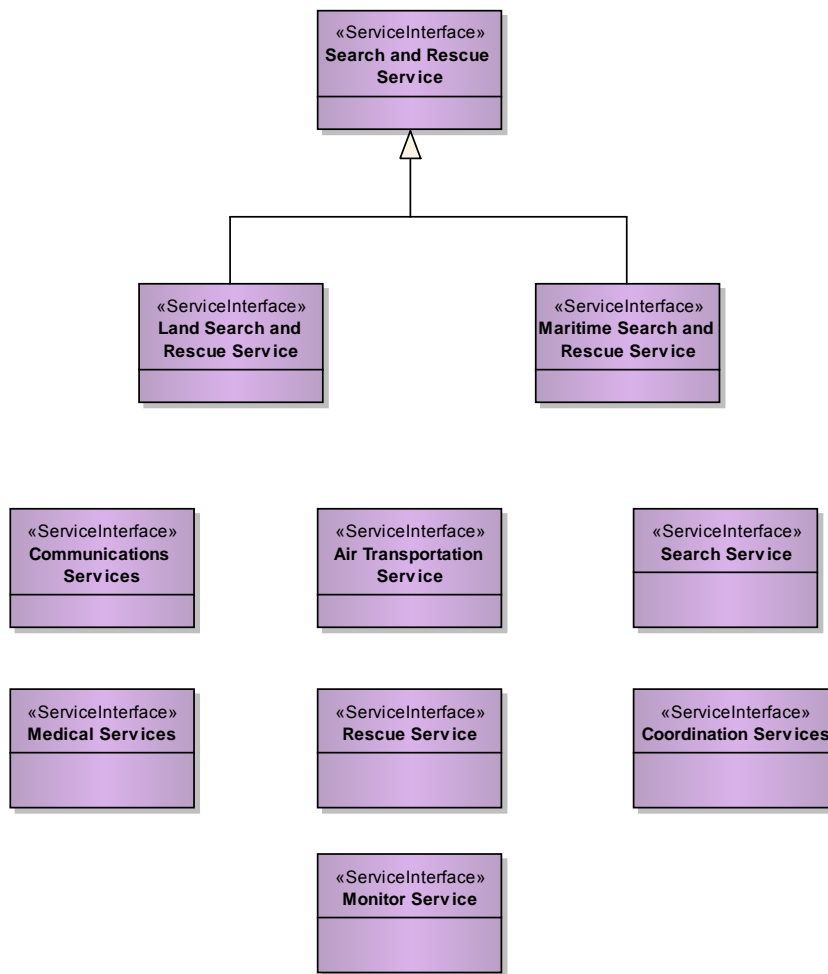 «ServiceInterface»
Search and Rescue
Service
«ServiceInterface»
Land Search and
Rescue Service
«ServiceInterface»
Maritime Search and
Rescue Service
«ServiceInterface»
Communications
Services
«ServiceInterface»
Air Transportation
Service
«ServiceInterface»
Search Service
«ServiceInterface»
Medical Services
«ServiceInterface»
Rescue Service
«ServiceInterface»
Coordination Services
«ServiceInterface»
Monitor Service